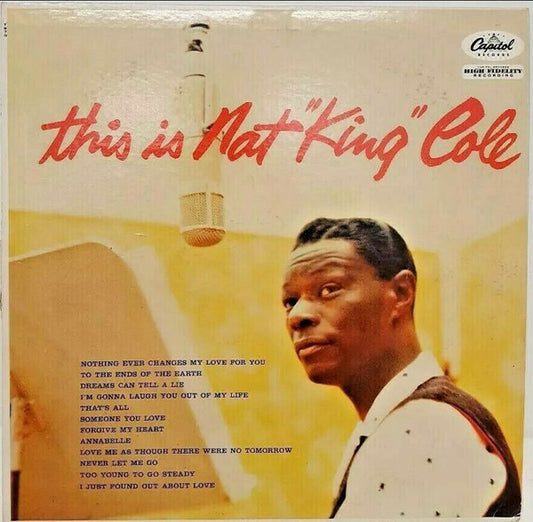 Capitol
RECORDS
HIGH FIDELITY
RECORDING
this is Nat "King" Cole
NOTHING EVER CHANGES MY LOVE FOR YOU
TO THE ENDS OF THE EARTH
DREAMS CAN TELL A LIE
I'M GONNA LAUGH YOU OUT OF MY LIFE
THAT'S ALL
SOMEONE YOU LOVE
FORGIVE MY HEART
ANNABELLE
LOVE ME AS THOUGH THERE WERE NO TOMORROW
NEVER LET ME GO
TOO YOUNG TO GO STEADY
I JUST FOUND OUT ABOUT LOVE